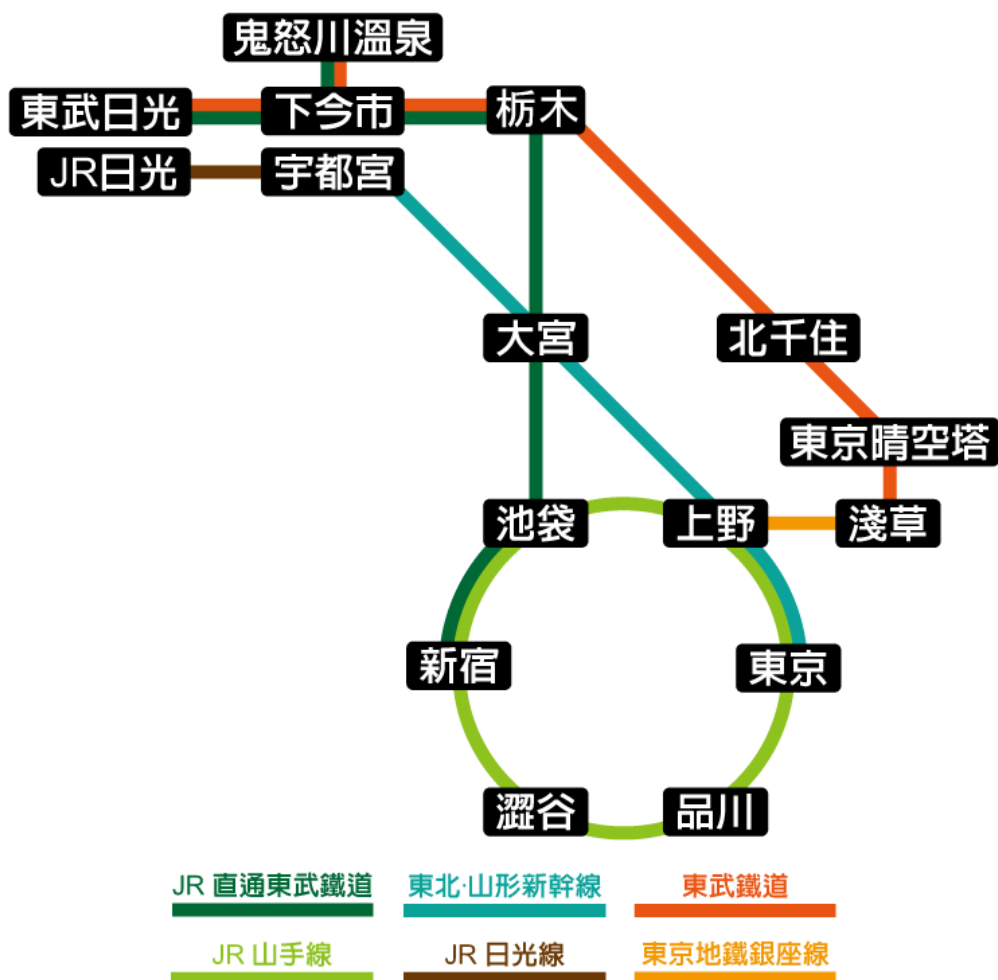 鬼怒川溫泉
東武日光
下今市
栃木
JR日光
宇都宮
大宮
北千住
東京晴空塔
池袋
上野
淺草
新宿
東京
澀谷
品川
JR 直通東武鐵道
東北·山形新幹線
東武鐵道
JR 山手線
JR 日光線
東京地鐵銀座線